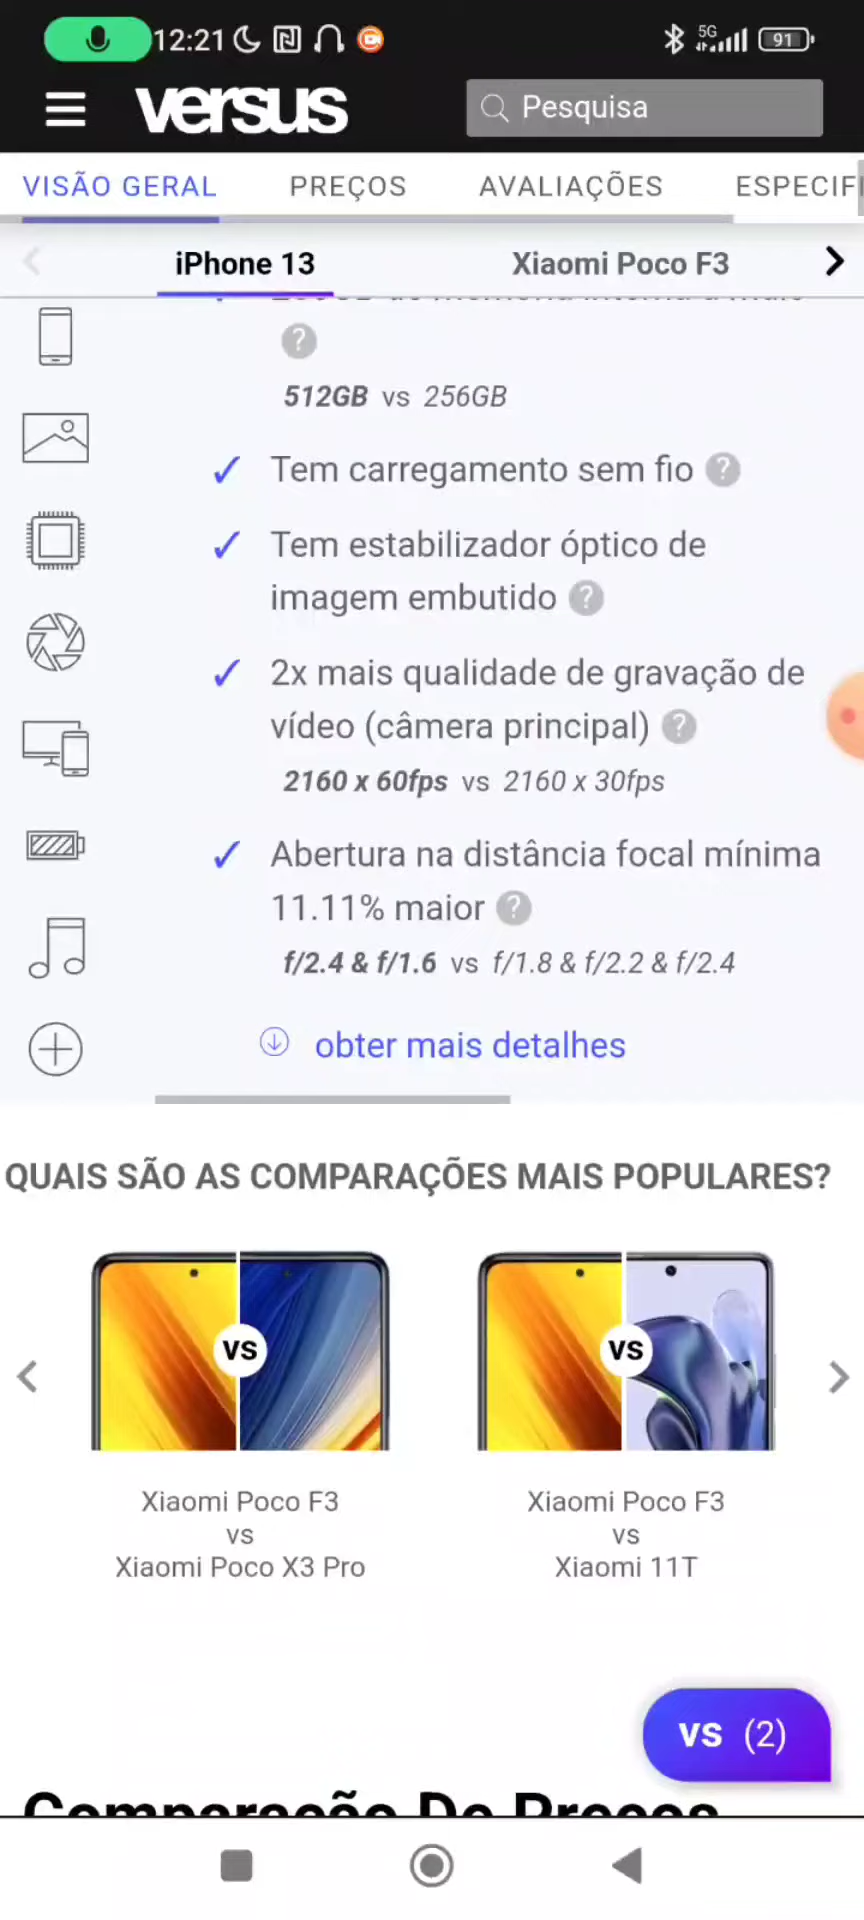 12:21 5G 91
versus Pesquisa
VISÃO GERAL PREÇOS AVALIAÇÕES ESPECIFI
iPhone 13 Xiaomi Poco F3
512GB vs 256GB
Tem carregamento sem fio ?
Tem estabilizador óptico de
imagem embutido ?
2x mais qualidade de gravação de
vídeo (câmera principal) ?
2160 x 60fps vs 2160 x 30fps
Abertura na distância focal mínima
11.11% maior ?
f/2.4 & f/1.6 vs f/1.8 & f/2.2 & f/2.4
obter mais detalhes
QUAIS SÃO AS COMPARAÇÕES MAIS POPULARES?
VS VS
Xiaomi Poco F3
vs
Xiaomi Poco X3 Pro
Xiaomi Poco F3
vs
Xiaomi 11T
VS (2)
Comparação De Preços